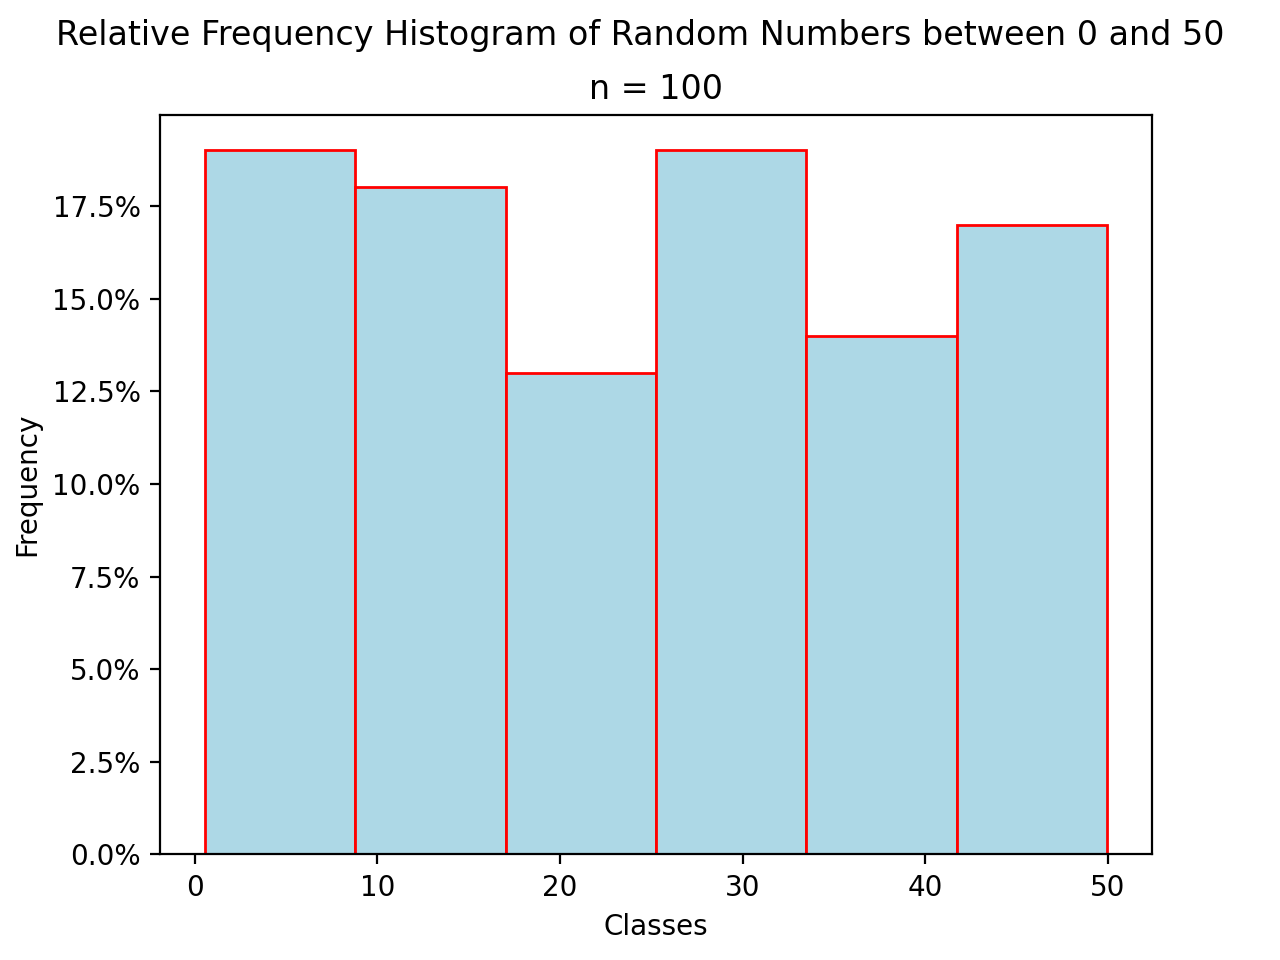 Relative Frequency Histogram of Random Numbers between 0 and 50
n = 100
17.5%
15.0%
12.5%
10.0%
7.5%
5.0%
2.5%
0.0%
Frequency
0 10 20 30 40 50
Classes